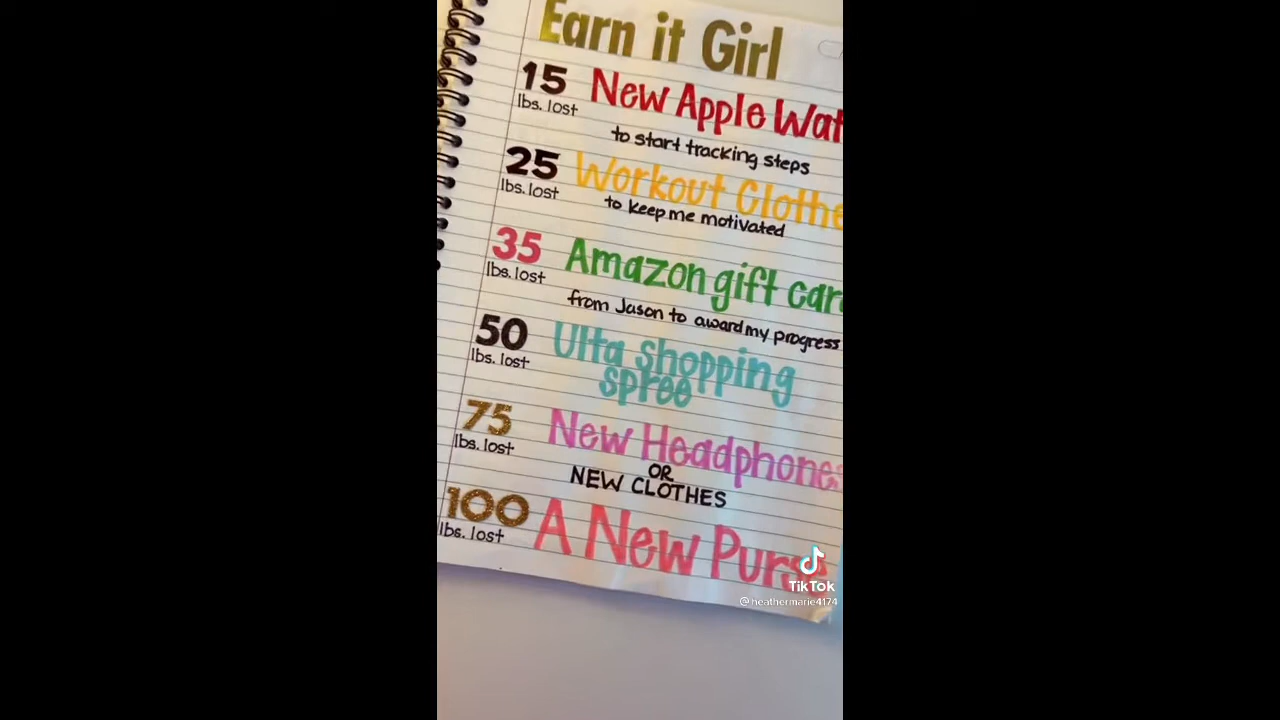 Earn it Girl
15 New Apple Wat
lbs. lost
to start tracking steps
25 Workout Clothe
lbs. lost
to keep me motivated
35 Amazon gift car
lbs. lost
from Jason to award my progress
50 Ulta shopping
lbs. lost
spree
75 New Headphones
lbs. lost
OR
NEW CLOTHES
100 A New Purse
lbs. lost
TikTok
@heathermarie4174